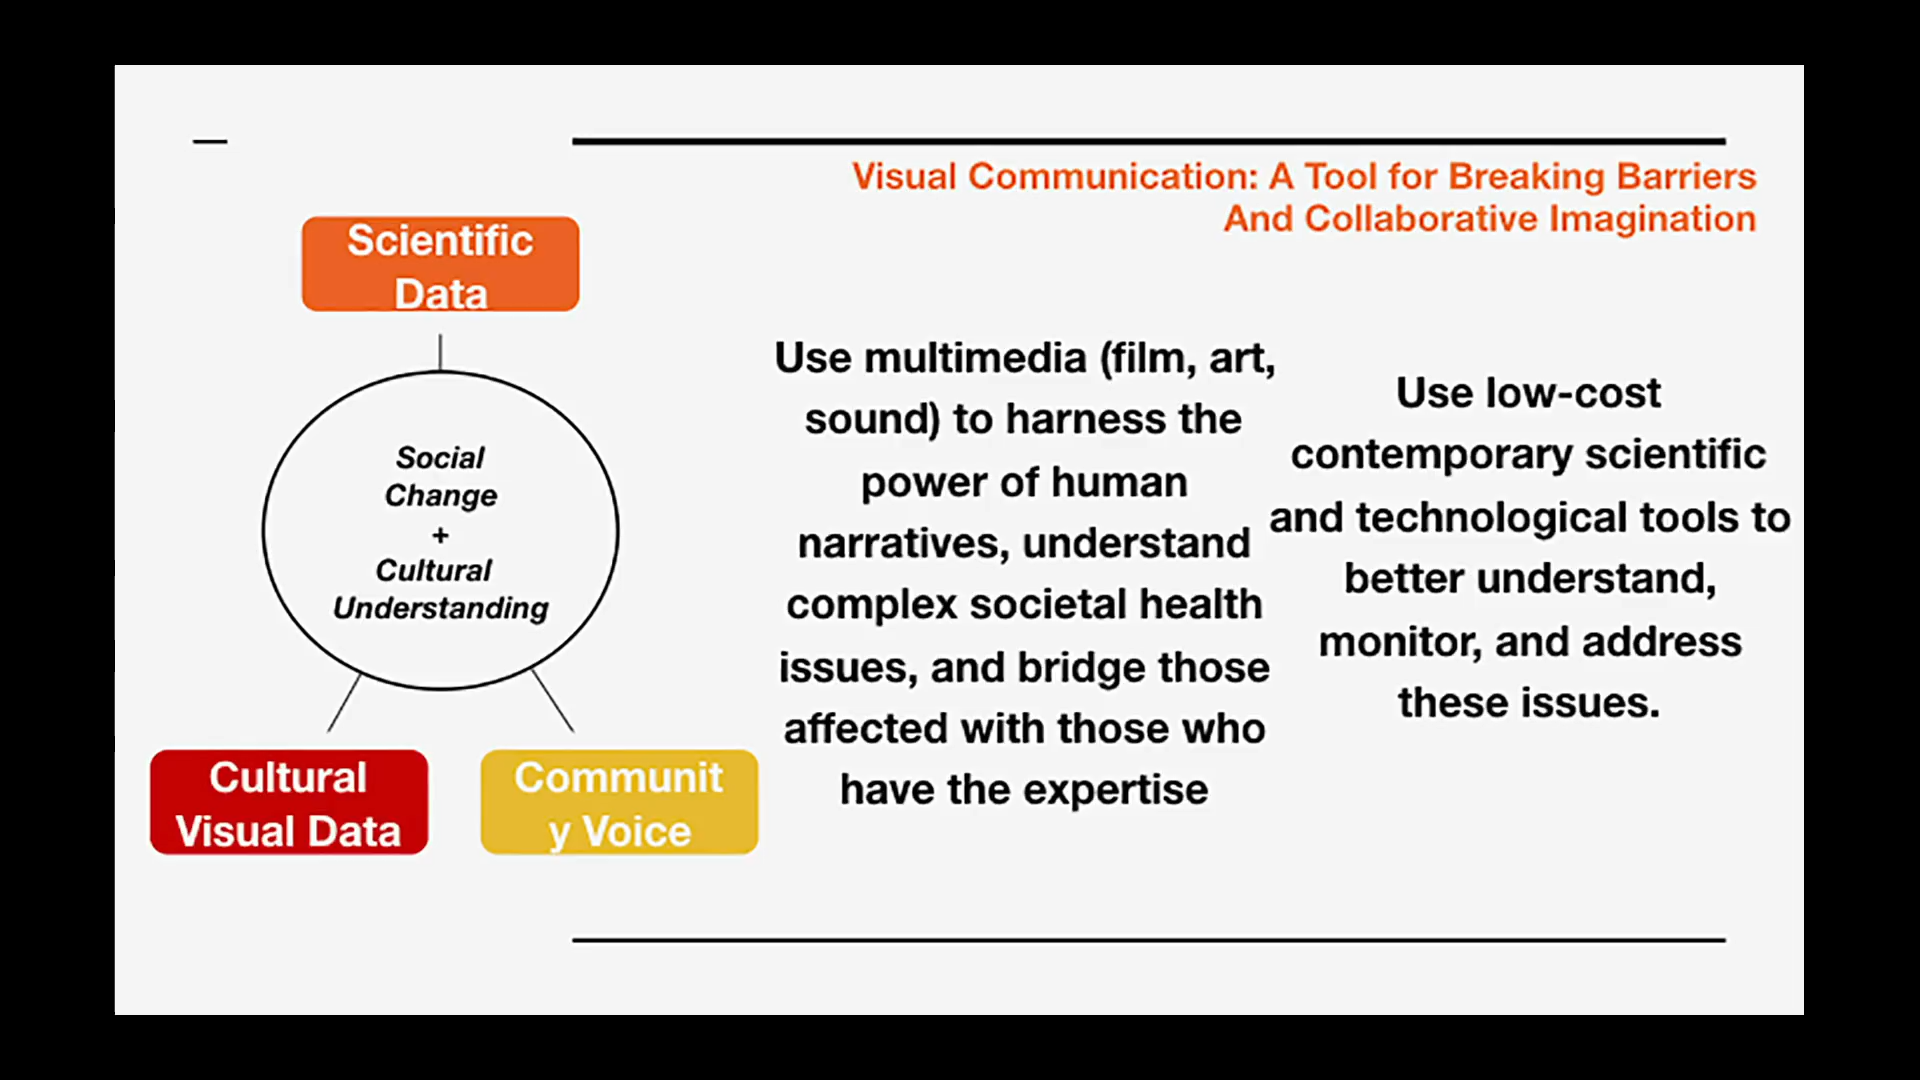 Visual Communication: A Tool for Breaking Barriers
And Collaborative Imagination
Scientific
Data
Social
Change
+
Cultural
Understanding
Cultural
Visual Data
Communit
y Voice
Use multimedia (film, art,
sound) to harness the
power of human
narratives, understand
complex societal health
issues, and bridge those
affected with those who
have the expertise
Use low-cost
contemporary scientific
and technological tools to
better understand,
monitor, and address
these issues.